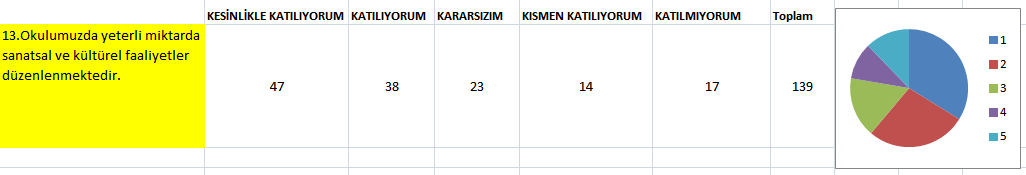 KESİNLİKLE KATILIYORUM KATILIYORUM KARARSIZIM KISMEN KATILIYORUM KATILMIYORUM Toplam
13.Okulumuzda yeterli miktarda
sanatsal ve kültürel faaliyetler
düzenlenmektedir.
47 38 23 14 17 139
1
2
3
4
5